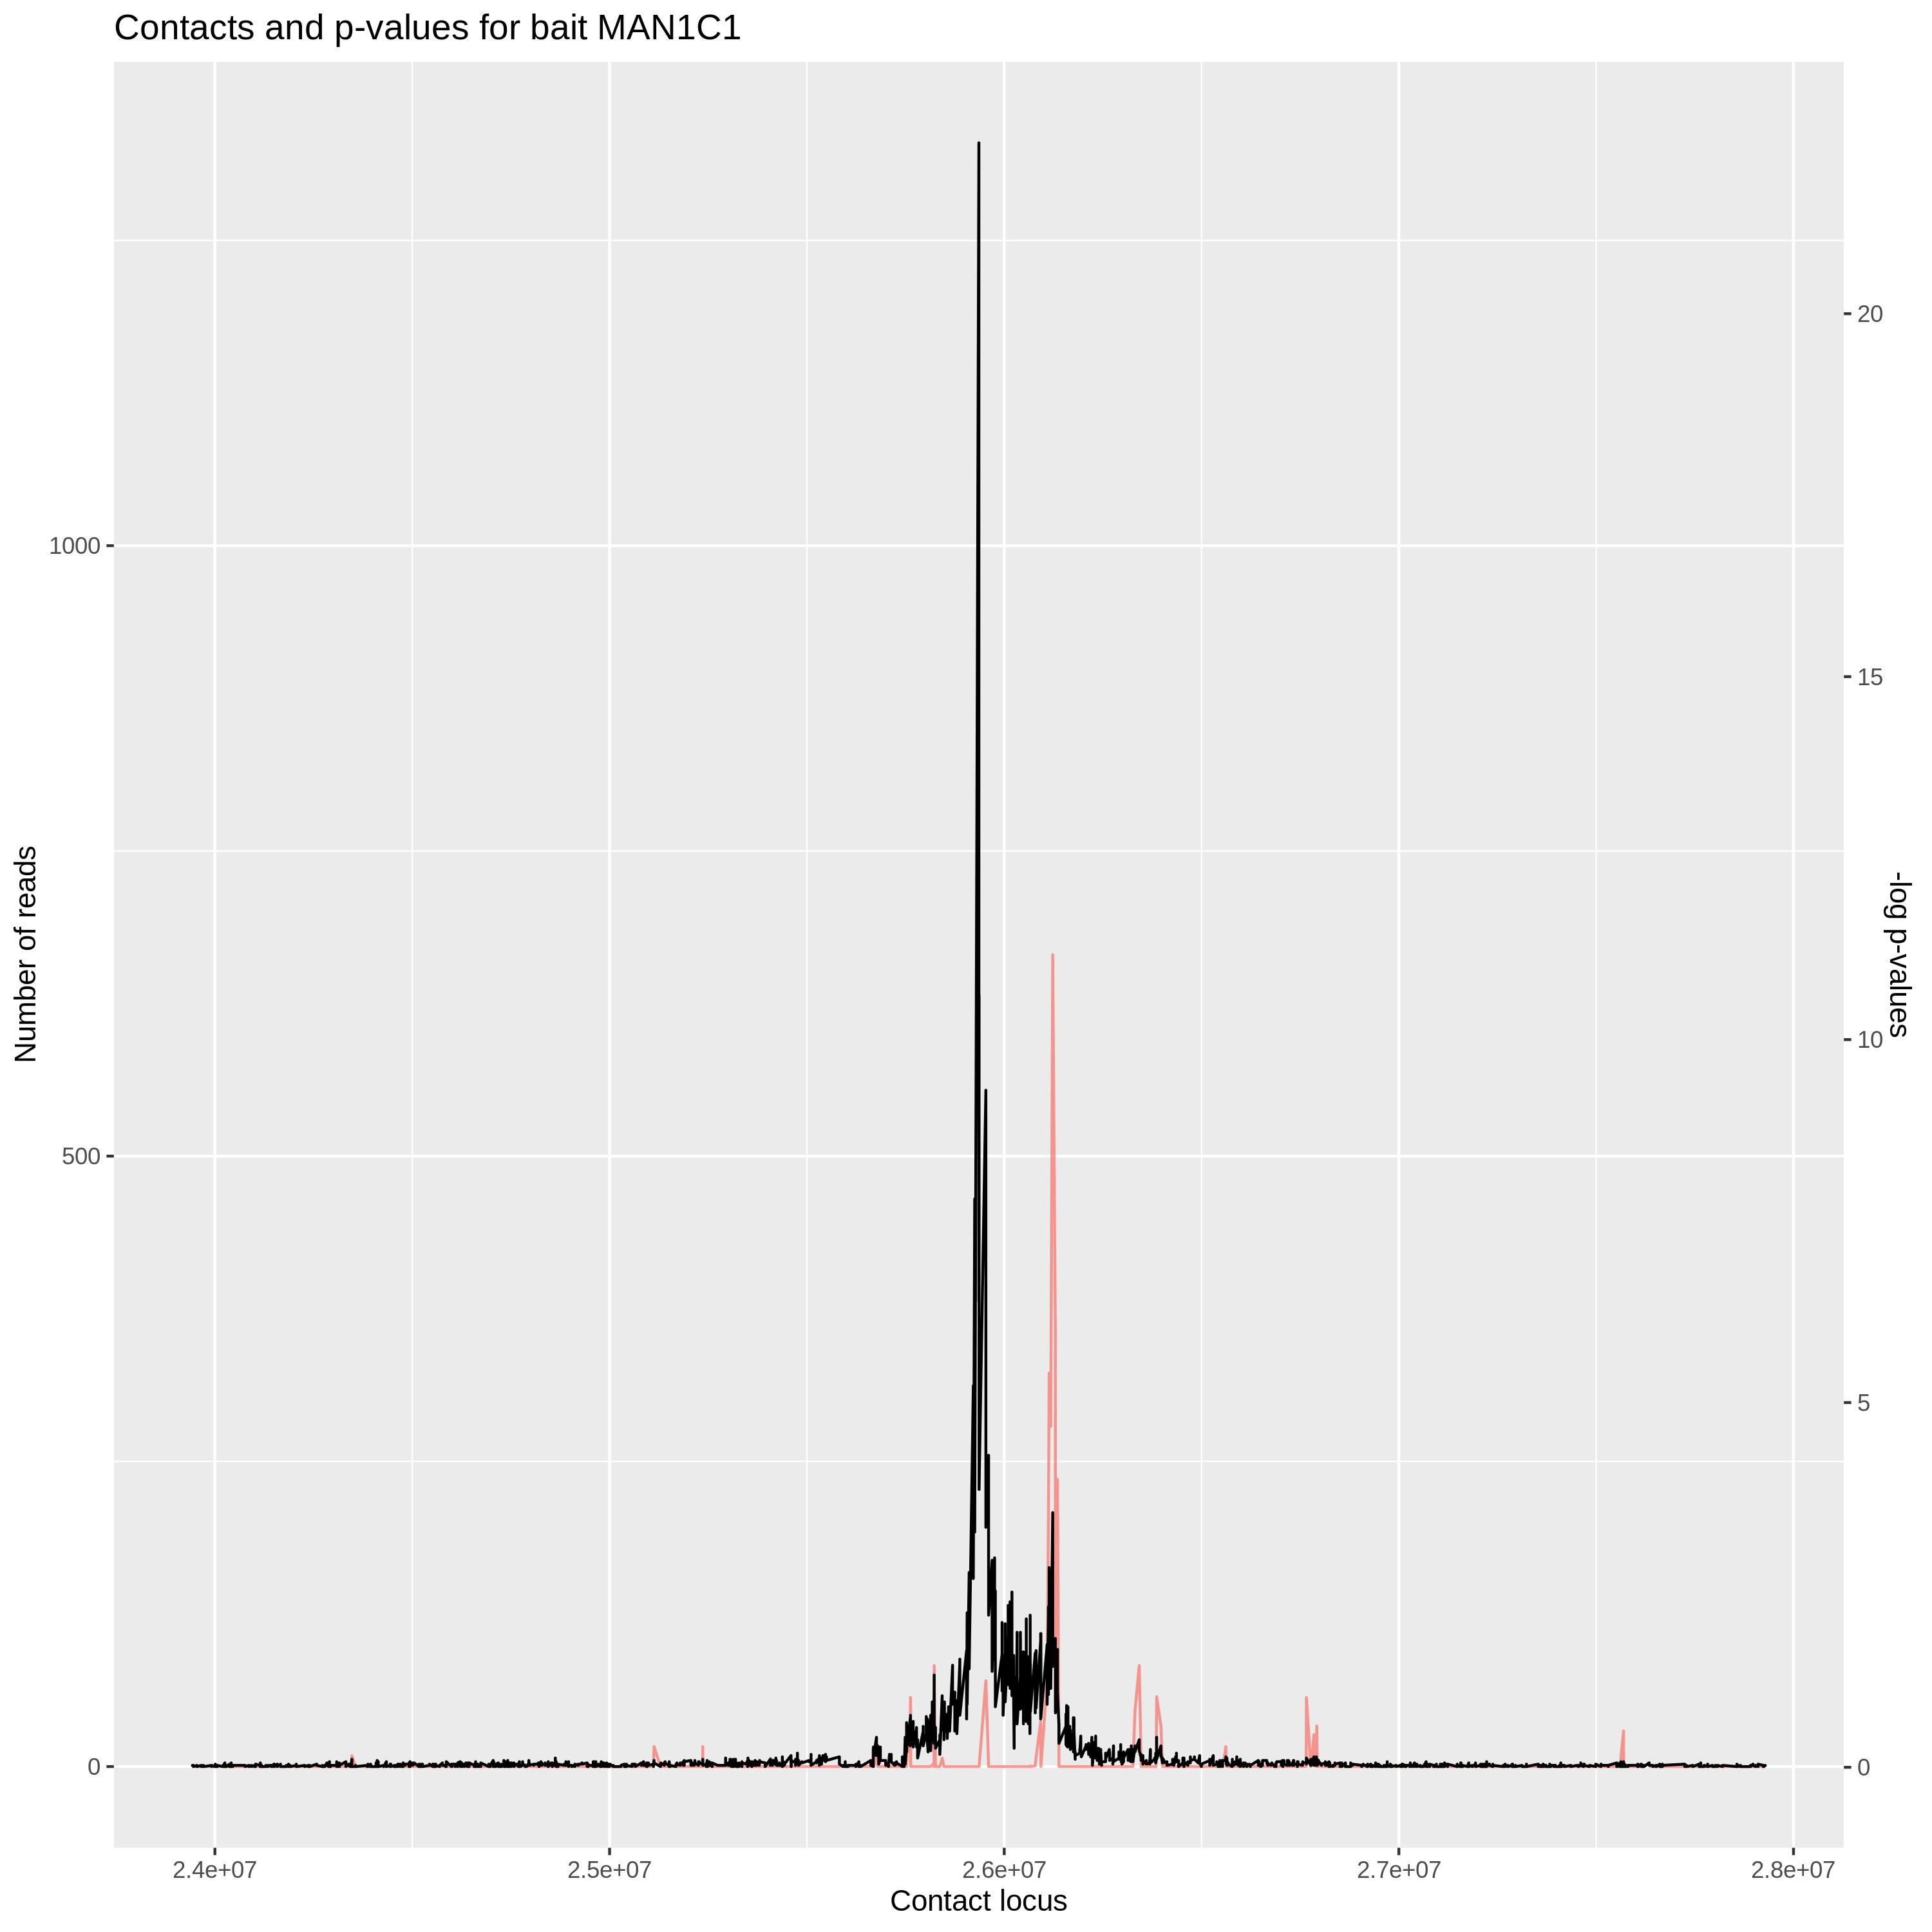 Contacts and p-values for bait MAN1C1
Number of reads
1000
500
0
20
15
10
5
0
-log p-values
2.4e+07
2.5e+07
2.6e+07
2.7e+07
2.8e+07
Contact locus